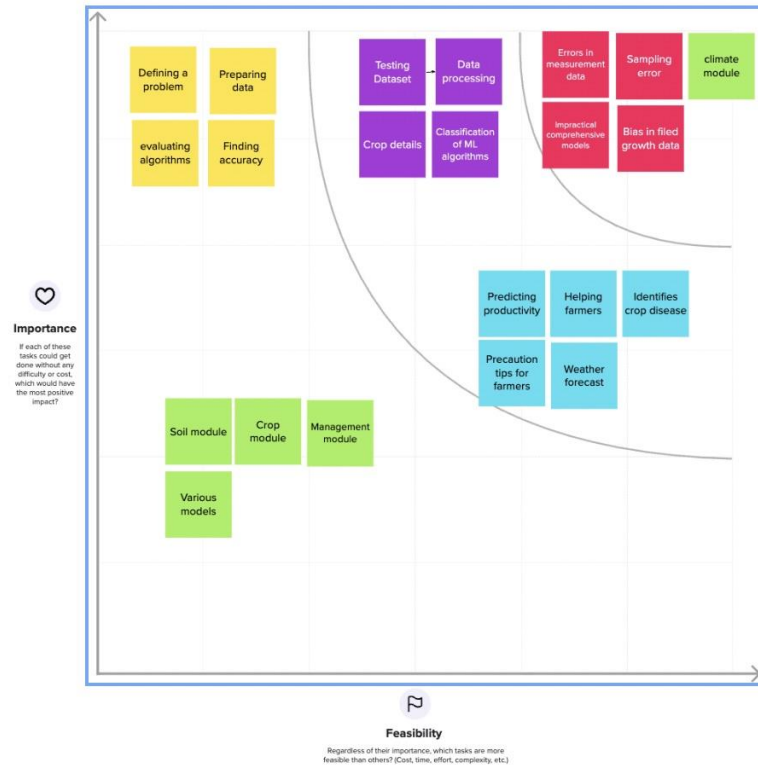 Defining a
problem
Preparing
data
evaluating
algorithms
Finding
accuracy
Testing
Dataset
Data
processing
Crop details
Classification
of ML
algorithms
Errors in
measurement
data
Sampling
error
climate
module
Impractical
comprehensive
models
Bias in filed
growth data
Predicting
productivity
Helping
farmers
Identifies
crop disease
Precaution
tips for
farmers
Weather
forecast
Importance
If each of these
tasks could get
done without any
difficulty or cost,
which would have
the most positive
impact?
Soil module
Crop
module
Management
module
Various
models
Feasibility
Regardless of their importance, which tasks are more
feasible than others? (Cost, time, effort, complexity, etc.)